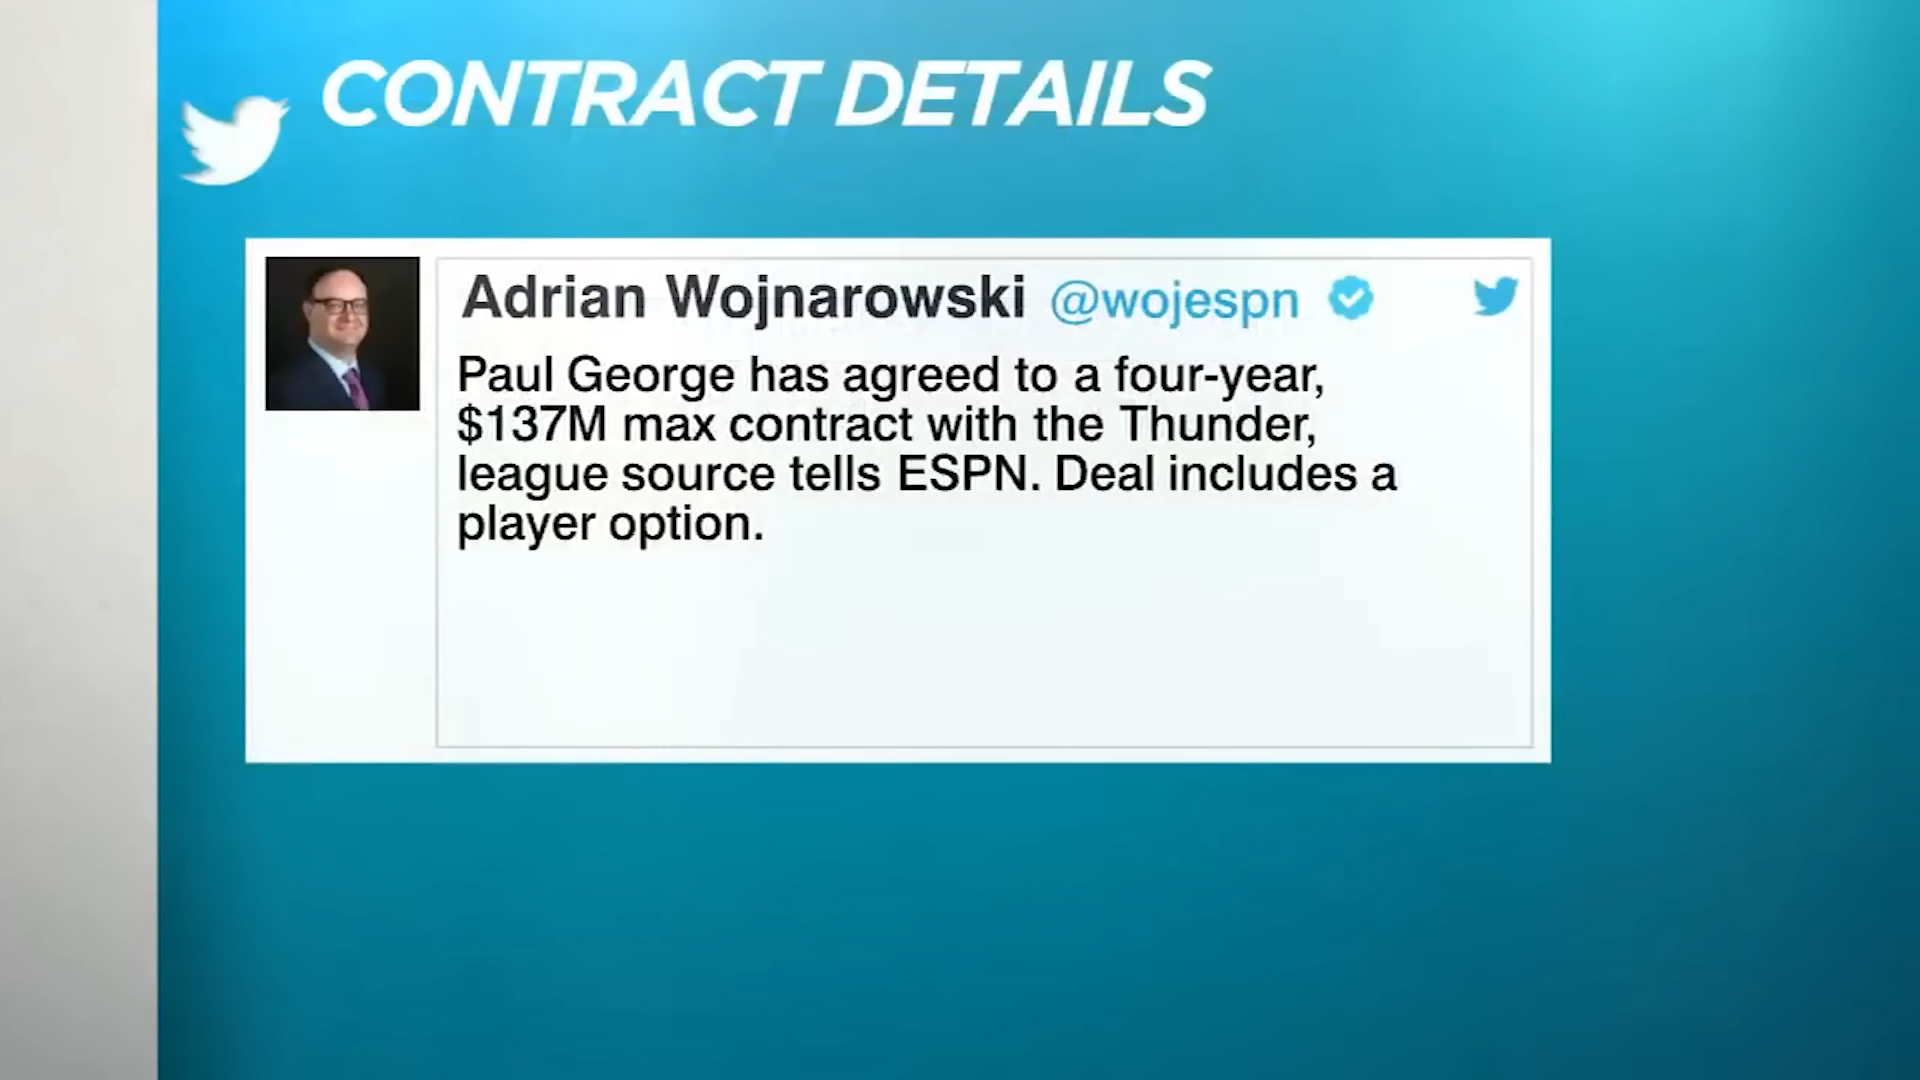 CONTRACT DETAILS
Adrian Wojnarowski @wojespn
Paul George has agreed to a four-year,
$137M max contract with the Thunder,
league source tells ESPN. Deal includes a
player option.